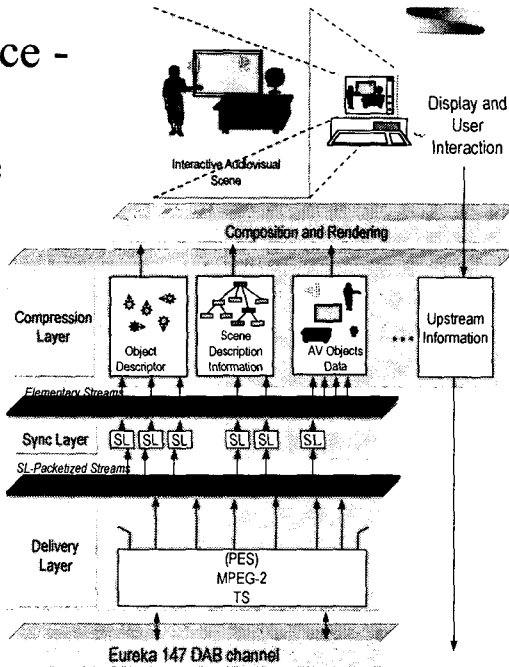 ce -
e
Display and
User
Interaction
Interactive Audiovisual
Scene
Composition and Rendering
Compression
Layer
Object
Descriptor
Scene
Description
Information
AV Objects
Data
...
Upstream
Information
Elementary Streams
Sync Layer
SL SL SL SL SL SL
SL-Packetized Streams
Delivery
Layer
(PES)
MPEG-2
TS
Eureka 147 DAB channel